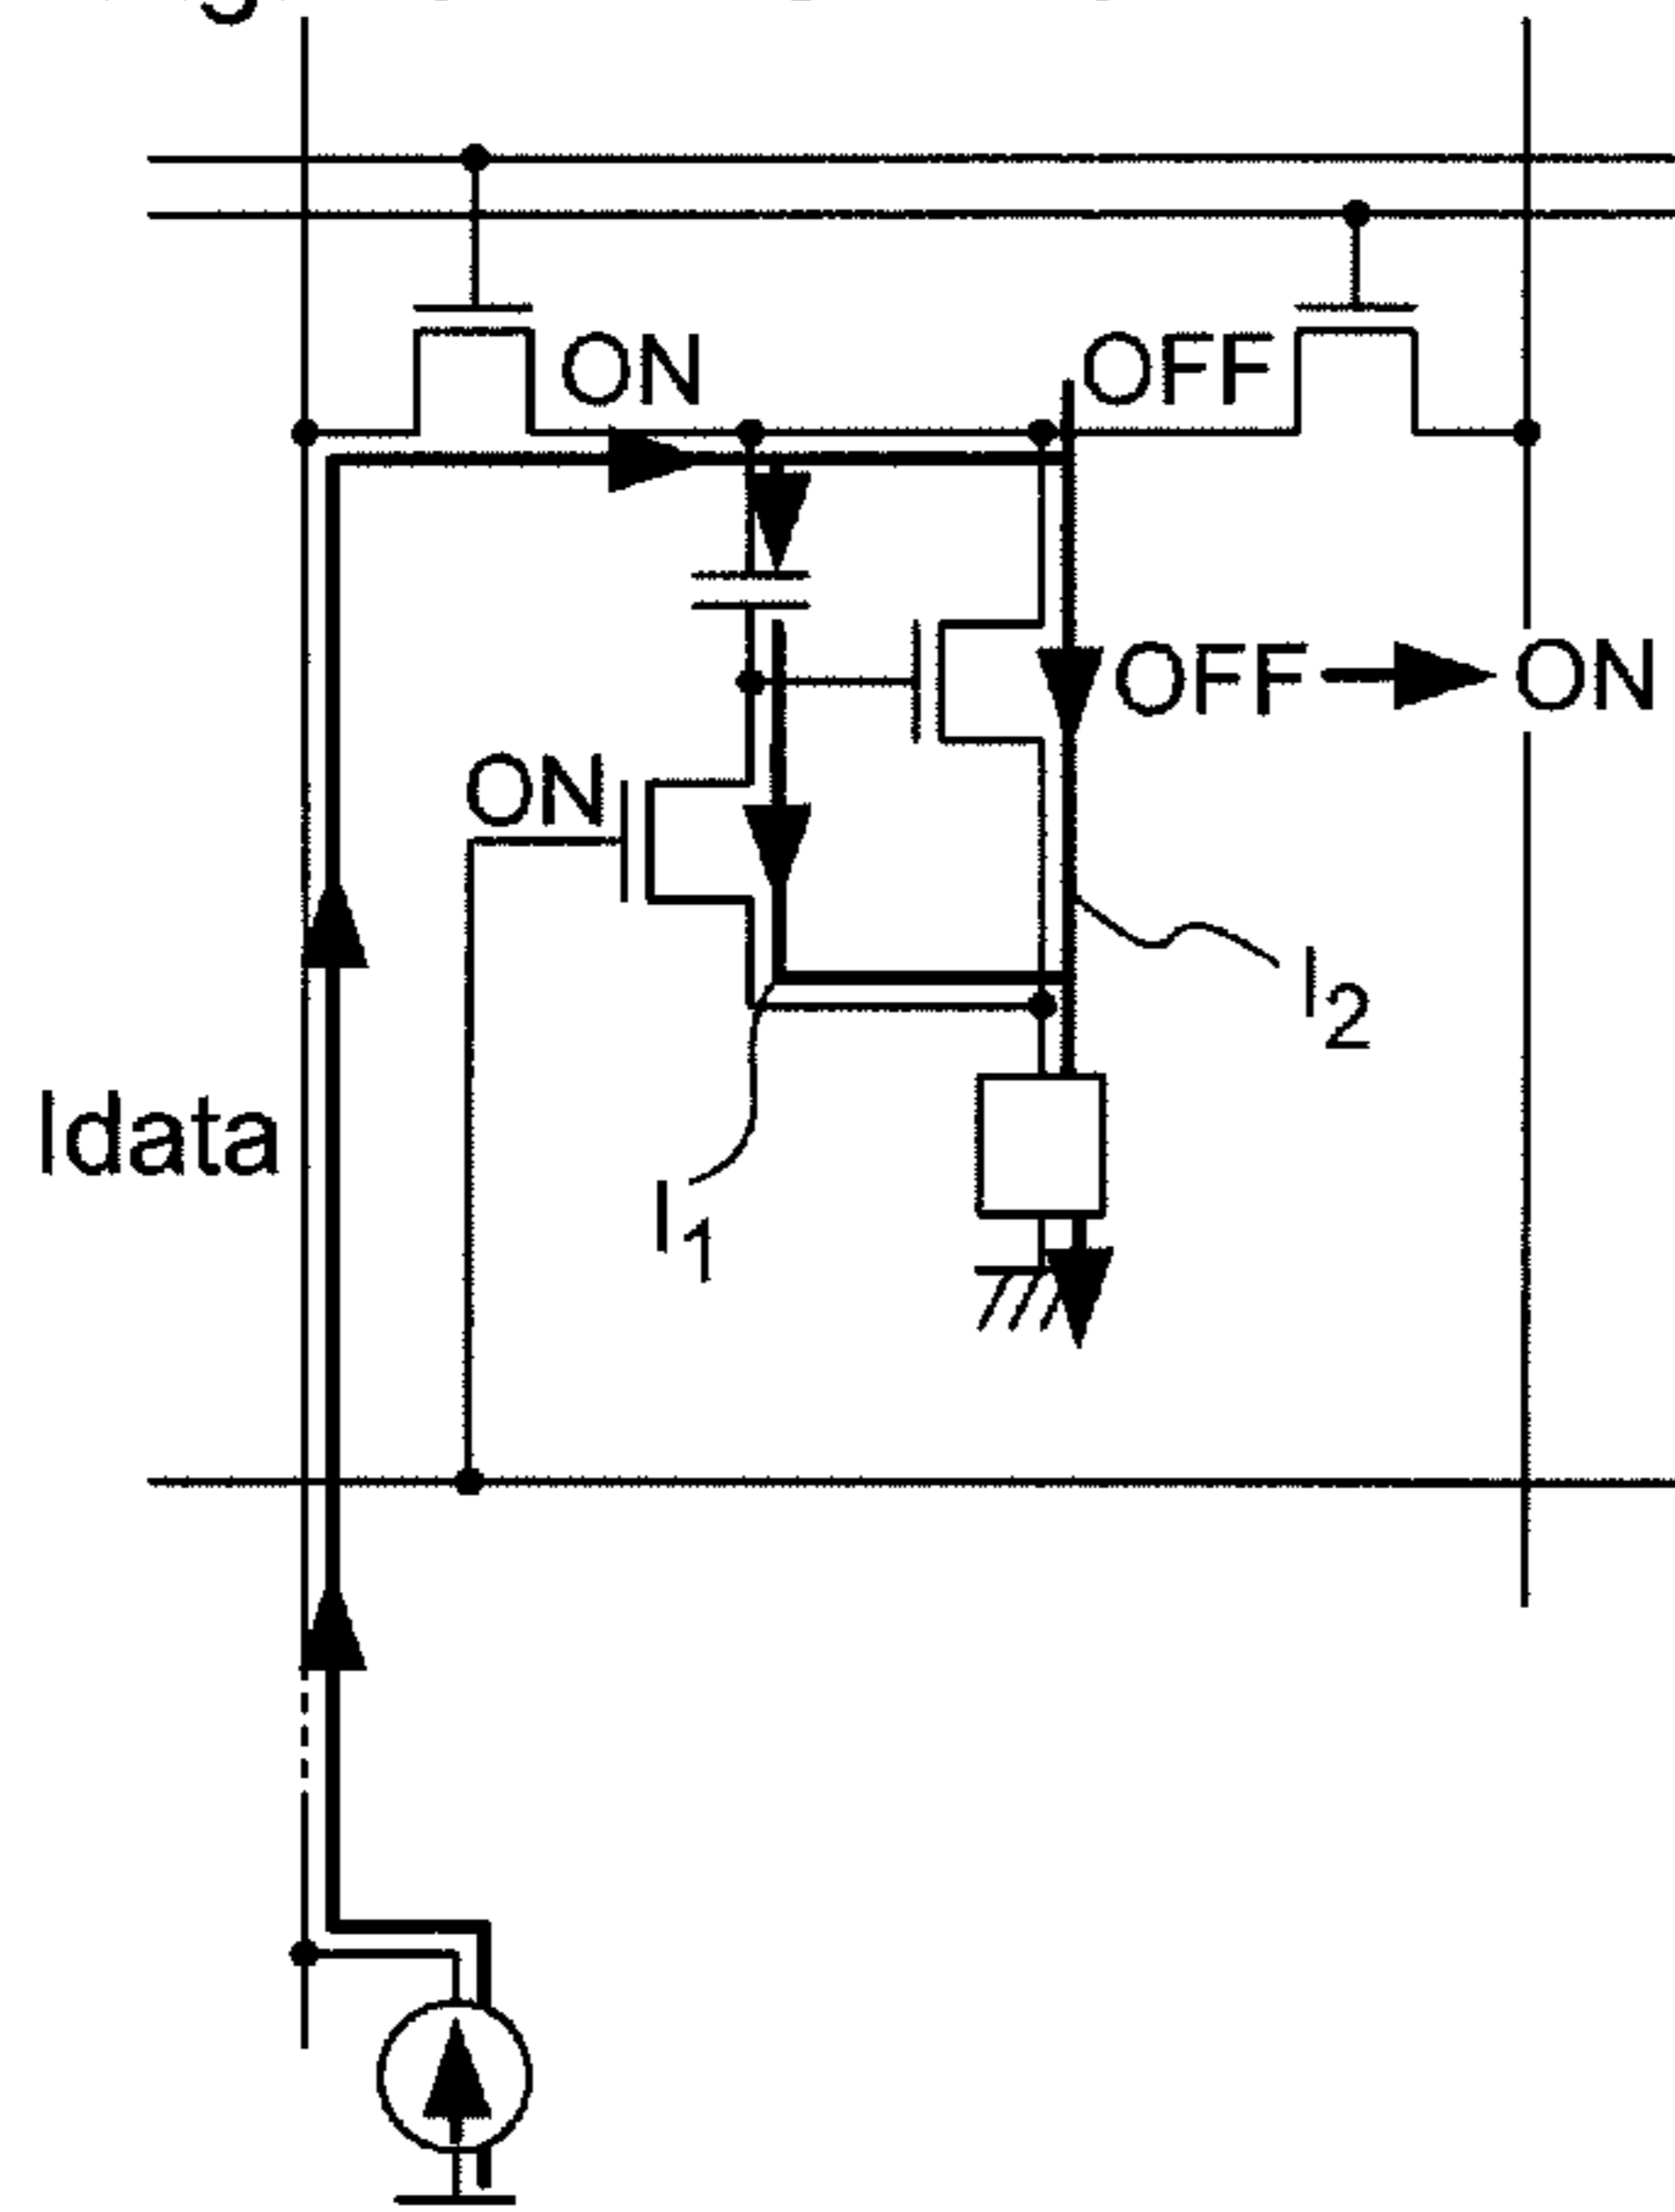 ON
OFF
OFF → ON
ON
I2
Idata
I1